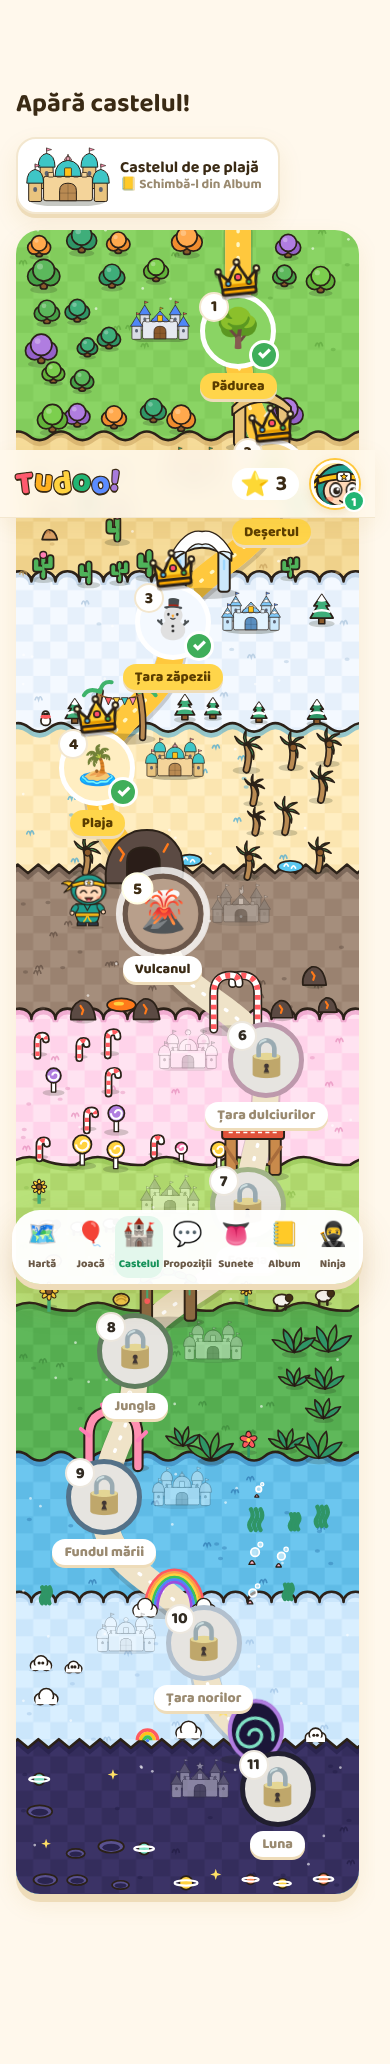 Apără castelul!
Castelul de pe plajă
Schimbă-l din Album
1
Pădurea
Tudoo!
3
1
Deșertul
3
Țara zăpezii
4
Plaja
5
Vulcanul
6
Țara dulciurilor
7
Hartă Joacă Castelul Propoziții Sunete Album Ninja
8
Jungla
9
Fundul mării
10
Țara norilor
11
Luna